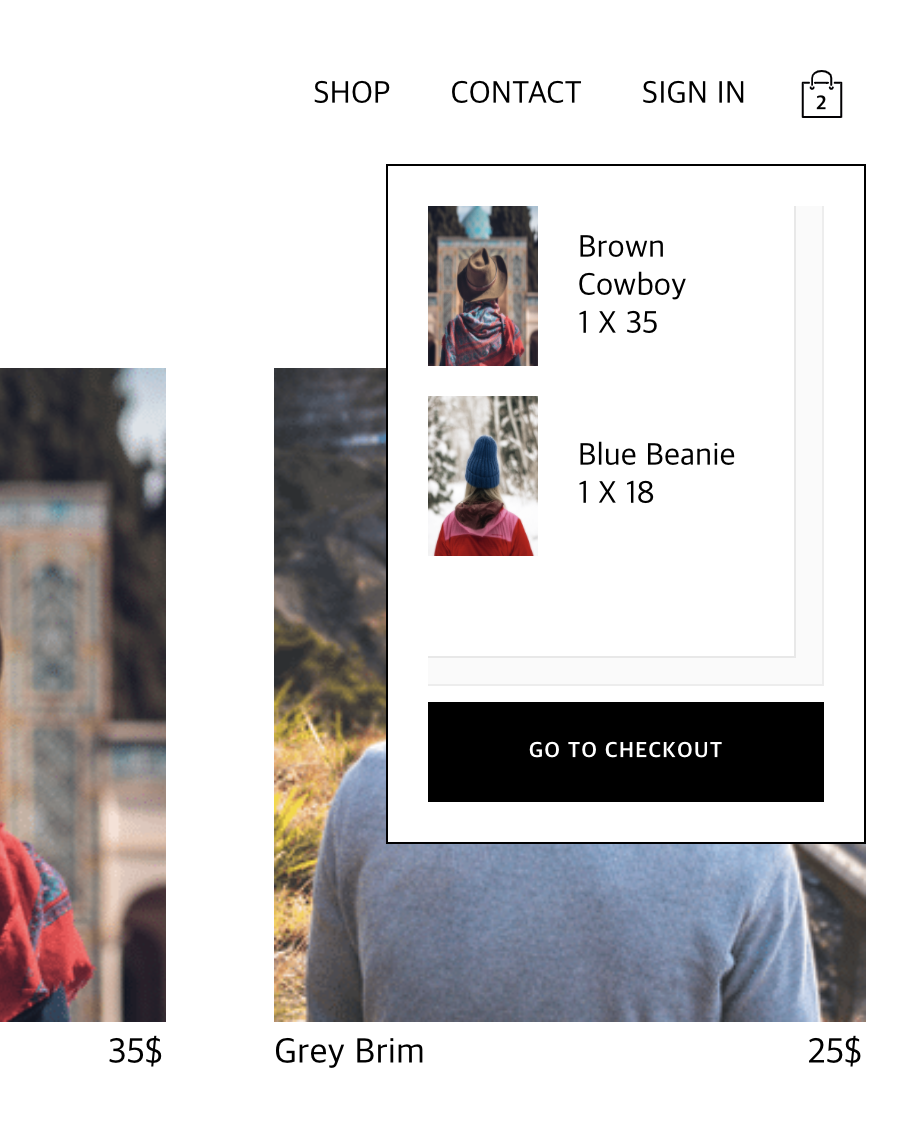 SHOP
CONTACT
SIGN IN
2
Brown
Cowboy
1 X 35
Blue Beanie
1 X 18
GO TO CHECKOUT
35$
Grey Brim
25$